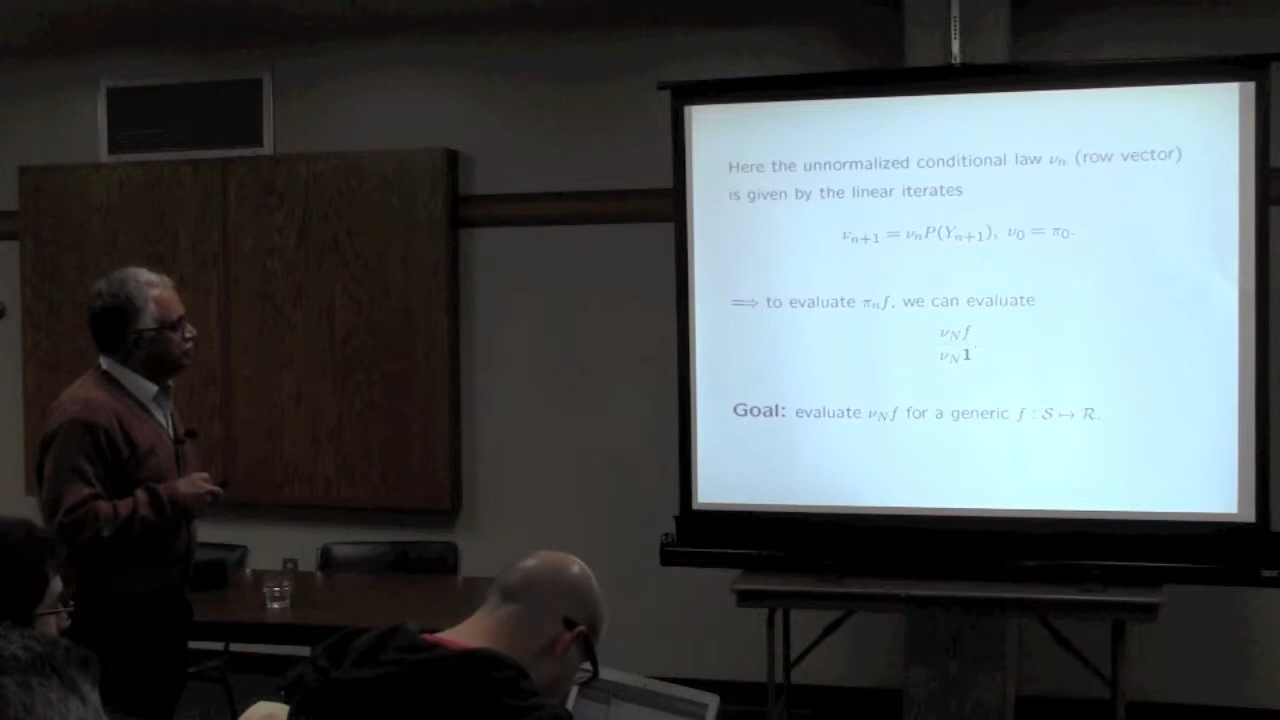 Here the unnormalized conditional law νₙ (row vector)
is given by the linear iterates
νₙ₊₁ = νₙP(Yₙ₊₁), ν₀ = π₀.
⟹ to evaluate πₙf, we can evaluate
ν_N f
ν_N 1.
Goal: evaluate ν_N f for a generic f : S ↦ R.